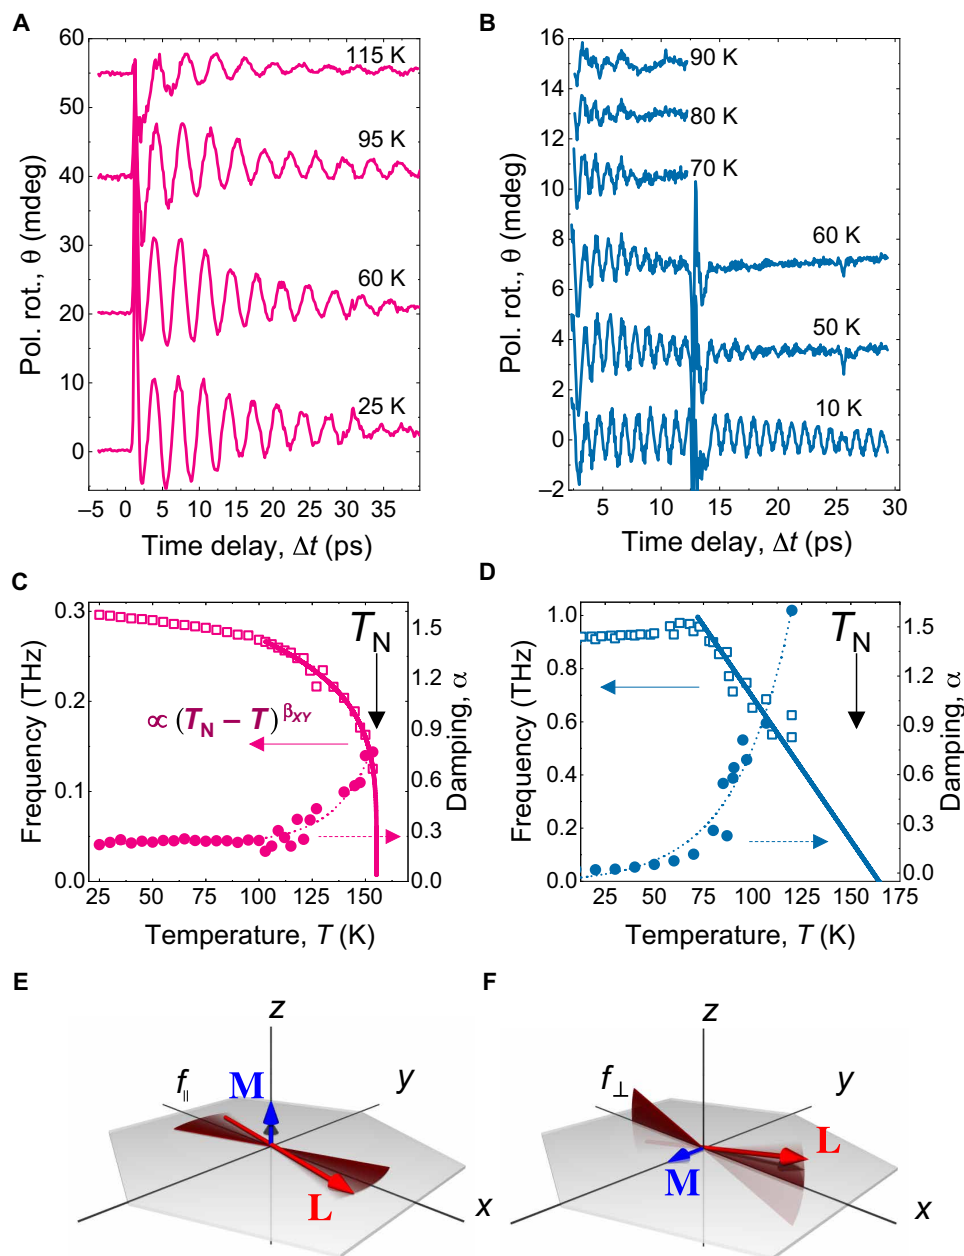 A
60
50
40
30
20
10
0
Pol. rot., θ (mdeg)
115 K
95 K
60 K
25 K
−5 0 5 10 15 20 25 30 35
Time delay, Δt (ps)
B
16
14
12
10
8
6
4
2
0
−2
Pol. rot., θ (mdeg)
90 K
80 K
70 K
60 K
50 K
10 K
5 10 15 20 25 30
Time delay, Δt (ps)
C
0.3
0.2
0.1
0.0
Frequency (THz)
T_N
∝ (T_N − T)^β_XY
1.5
1.2
0.9
0.6
0.3
0.0
Damping, α
25 50 75 100 125 150
Temperature, T (K)
D
1.0
0.8
0.6
0.4
0.2
0.0
Frequency (THz)
T_N
1.5
1.2
0.9
0.6
0.3
0.0
Damping, α
25 50 75 100 125 150 175
Temperature, T (K)
E
z
y
x
f_∥
M
L
F
z
y
x
f_⊥
M
L